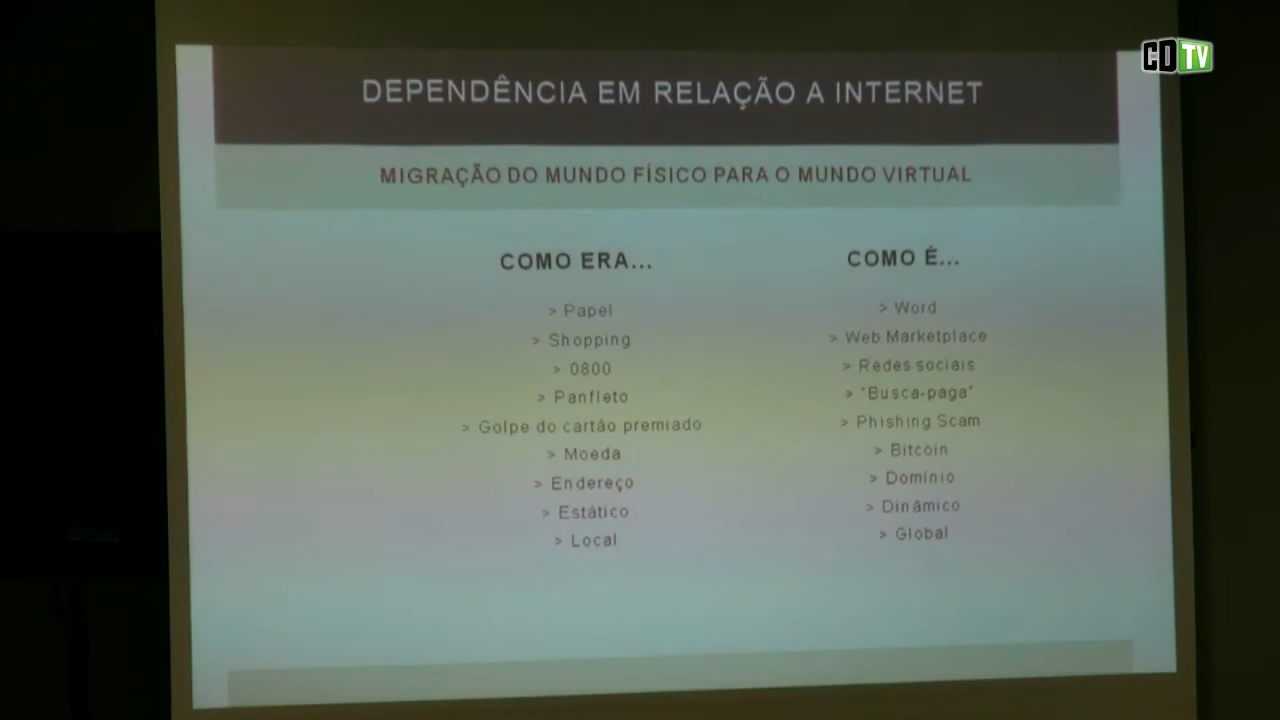 CDTV
DEPENDÊNCIA EM RELAÇÃO A INTERNET
MIGRAÇÃO DO MUNDO FÍSICO PARA O MUNDO VIRTUAL
COMO ERA...
> Papel
> Shopping
> 0800
> Panfleto
> Golpe do cartão premiado
> Moeda
> Endereço
> Estático
> Local
COMO É...
> Word
> Web Marketplace
> Redes sociais
> "Busca-paga"
> Phishing Scam
> Bitcoin
> Domínio
> Dinâmico
> Global